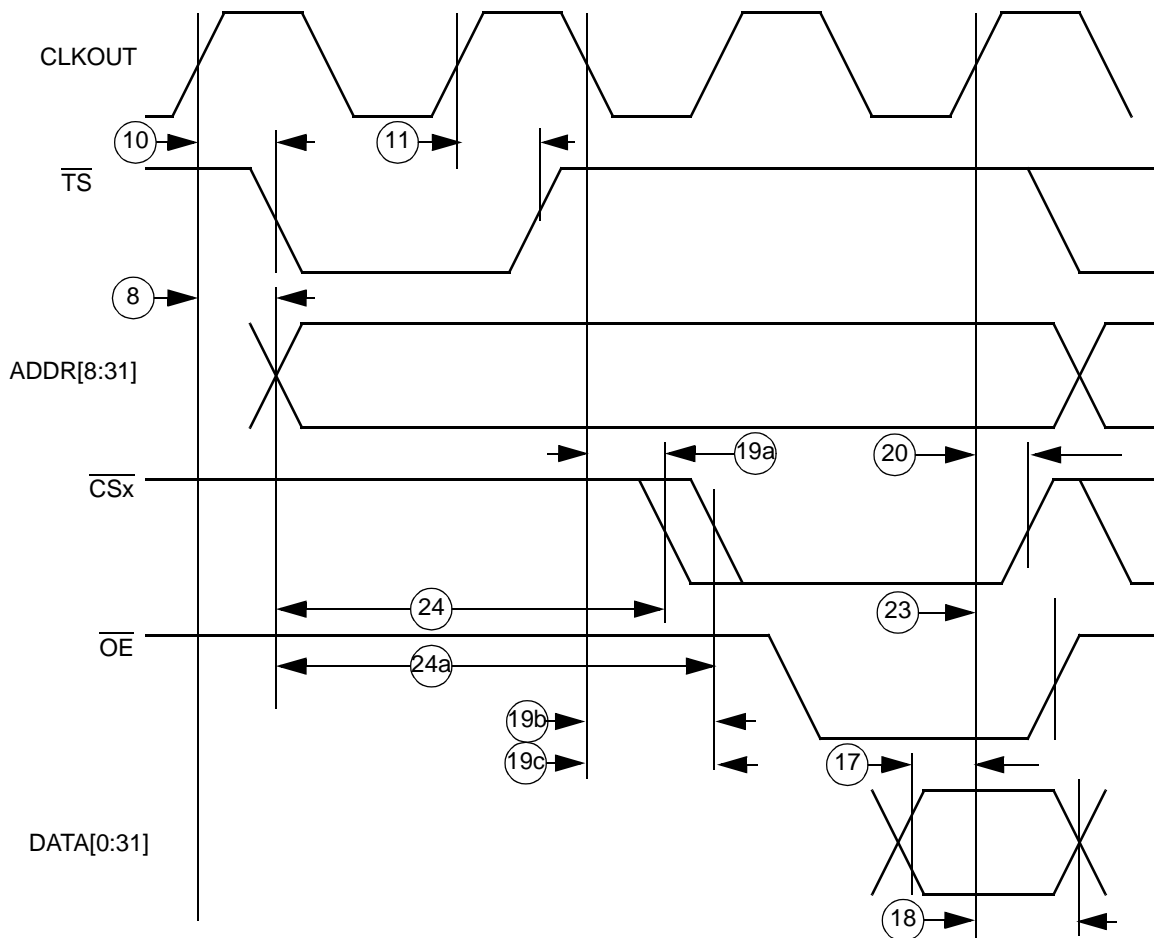 CLKOUT
10
11
TS
8
ADDR[8:31]
19a
20
CSx
24
23
OE
24a
19b
19c
17
DATA[0:31]
18